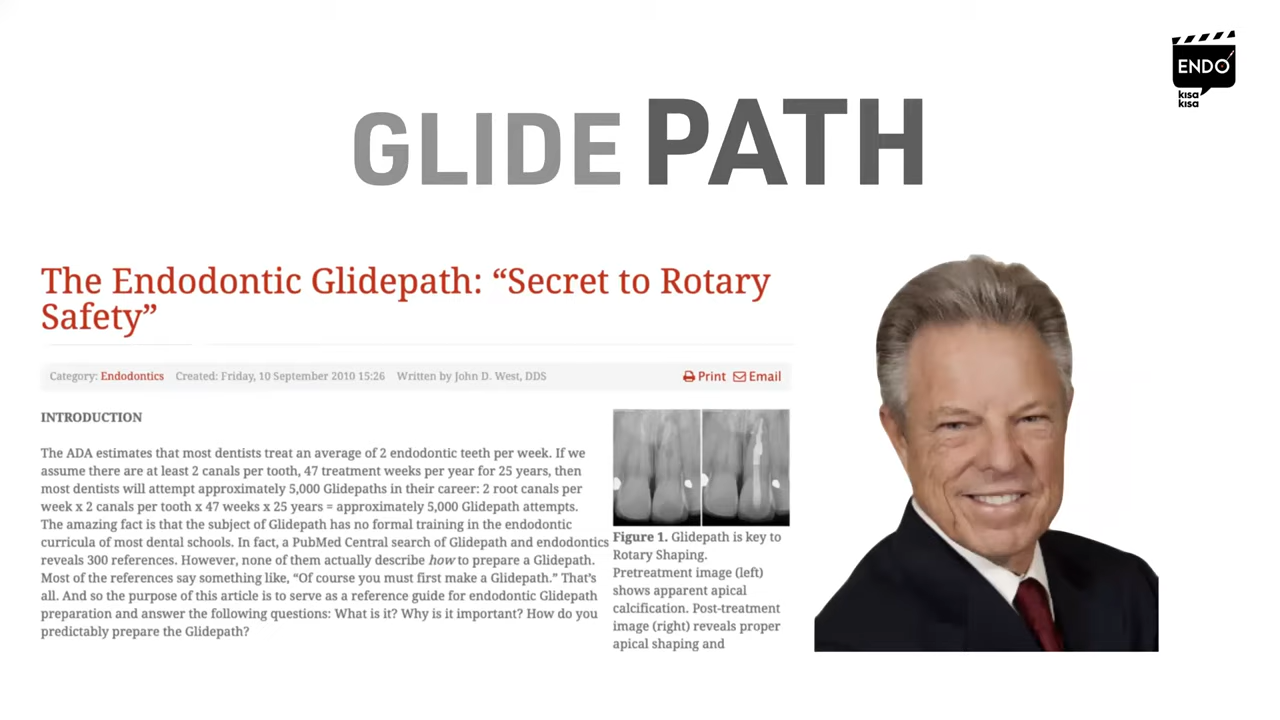 ENDO
kısa
kısa
GLIDE PATH
The Endodontic Glidepath: “Secret to Rotary
Safety”
Category: Endodontics Created: Friday, 10 September 2010 15:26 Written by John D. West, DDS Print Email
INTRODUCTION
The ADA estimates that most dentists treat an average of 2 endodontic teeth per week. If we
assume there are at least 2 canals per tooth, 47 treatment weeks per year for 25 years, then
most dentists will attempt approximately 5,000 Glidepaths in their career: 2 root canals per
week x 2 canals per tooth x 47 weeks x 25 years = approximately 5,000 Glidepath attempts.
The amazing fact is that the subject of Glidepath has no formal training in the endodontic
curricula of most dental schools. In fact, a PubMed Central search of Glidepath and endodontics
reveals 300 references. However, none of them actually describe how to prepare a Glidepath.
Most of the references say something like, “Of course you must first make a Glidepath.” That’s
all. And so the purpose of this article is to serve as a reference guide for endodontic Glidepath
preparation and answer the following questions: What is it? Why is it important? How do you
predictably prepare the Glidepath?
Figure 1. Glidepath is key to
Rotary Shaping.
Pretreatment image (left)
shows apparent apical
calcification. Post-treatment
image (right) reveals proper
apical shaping and